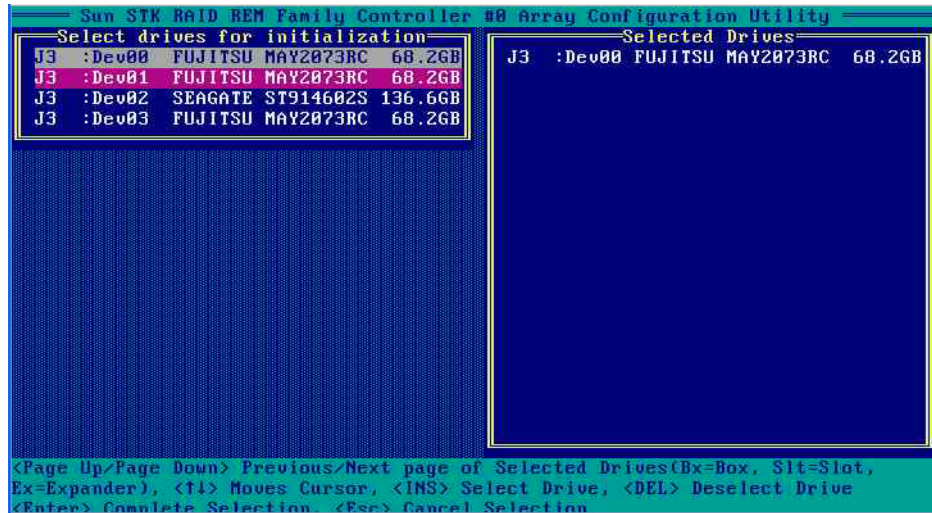 Sun STK RAID REM Family Controller #0 Array Configuration Utility
Select drives for initialization
J3 :Dev00 FUJITSU MAY2073RC 68.2GB
J3 :Dev01 FUJITSU MAY2073RC 68.2GB
J3 :Dev02 SEAGATE ST914602S 136.6GB
J3 :Dev03 FUJITSU MAY2073RC 68.2GB
Selected Drives
J3 :Dev00 FUJITSU MAY2073RC 68.2GB
<Page Up/Page Down> Previous/Next page of Selected Drives(Bx=Box, Slt=Slot,
Ex=Expander), <↑↓> Moves Cursor, <INS> Select Drive, <DEL> Deselect Drive
<Enter> Complete Selection, <Esc> Cancel Selection